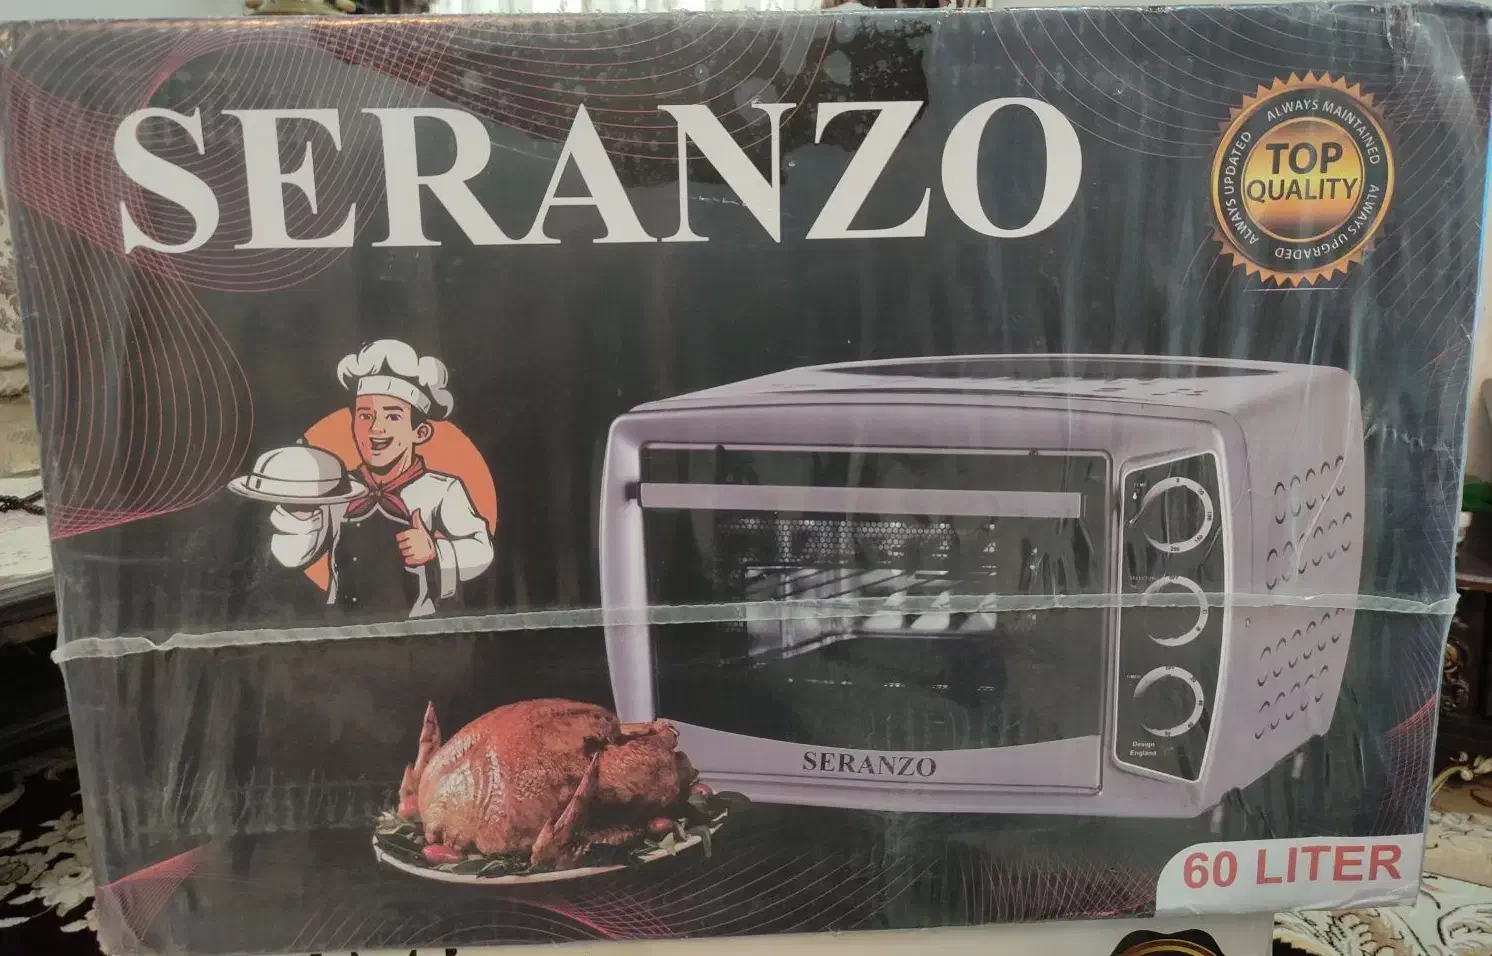 SERANZO
ALWAYS MAINTAINED
ALWAYS UPDATED
TOP
QUALITY
ALWAYS UPGRADED
Design
England
SERANZO
60 LITER